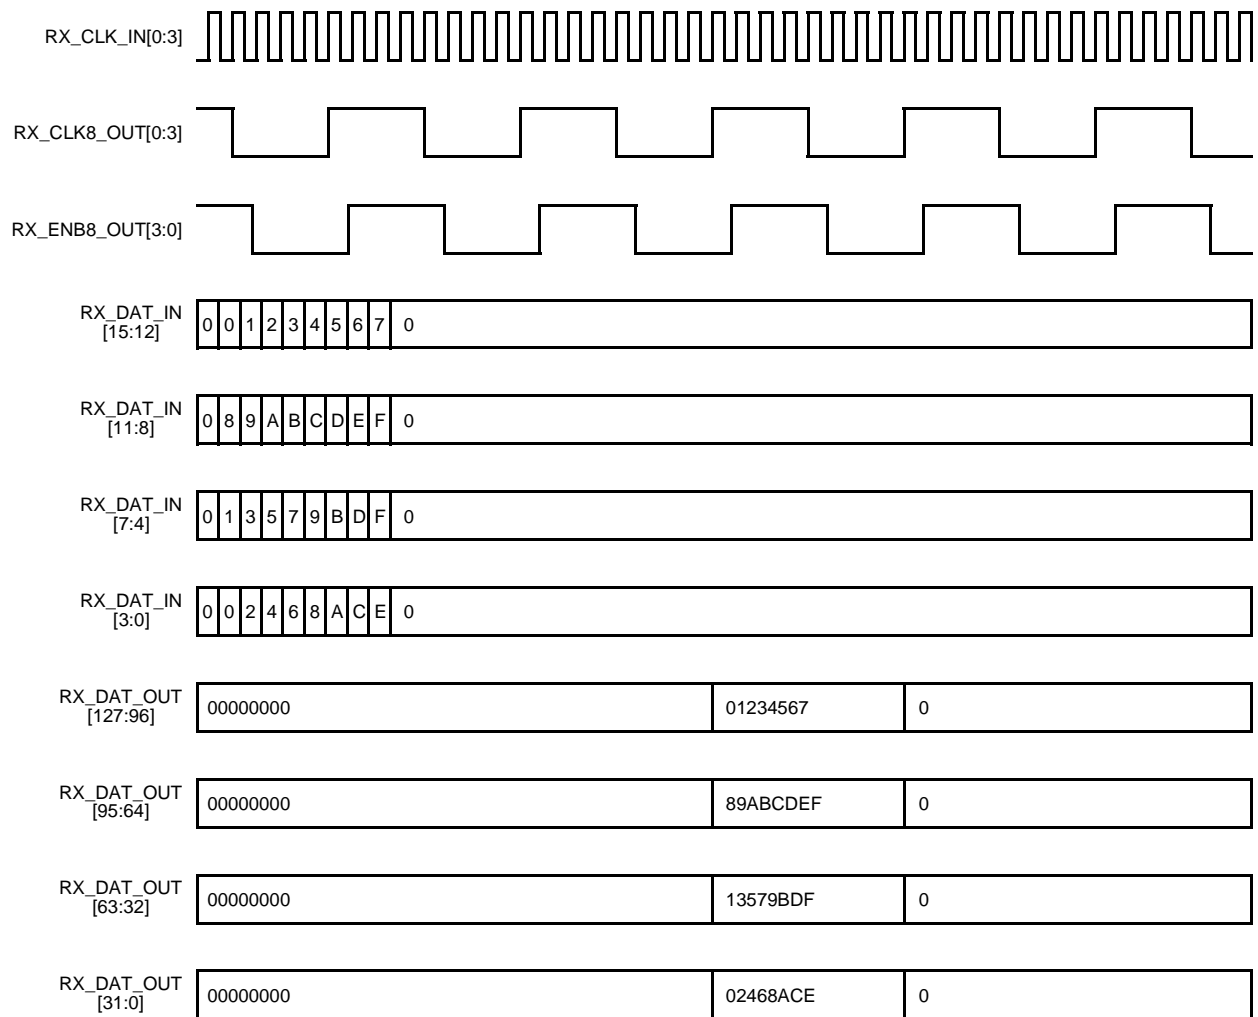 RX_CLK_IN[0:3]
RX_CLK8_OUT[0:3]
RX_ENB8_OUT[3:0]
RX_DAT_IN
[15:12]
0 0 1 2 3 4 5 6 7 0
RX_DAT_IN
[11:8]
0 8 9 A B C D E F 0
RX_DAT_IN
[7:4]
0 1 3 5 7 9 B D F 0
RX_DAT_IN
[3:0]
0 0 2 4 6 8 A C E 0
RX_DAT_OUT
[127:96]
00000000 01234567 0
RX_DAT_OUT
[95:64]
00000000 89ABCDEF 0
RX_DAT_OUT
[63:32]
00000000 13579BDF 0
RX_DAT_OUT
[31:0]
00000000 02468ACE 0